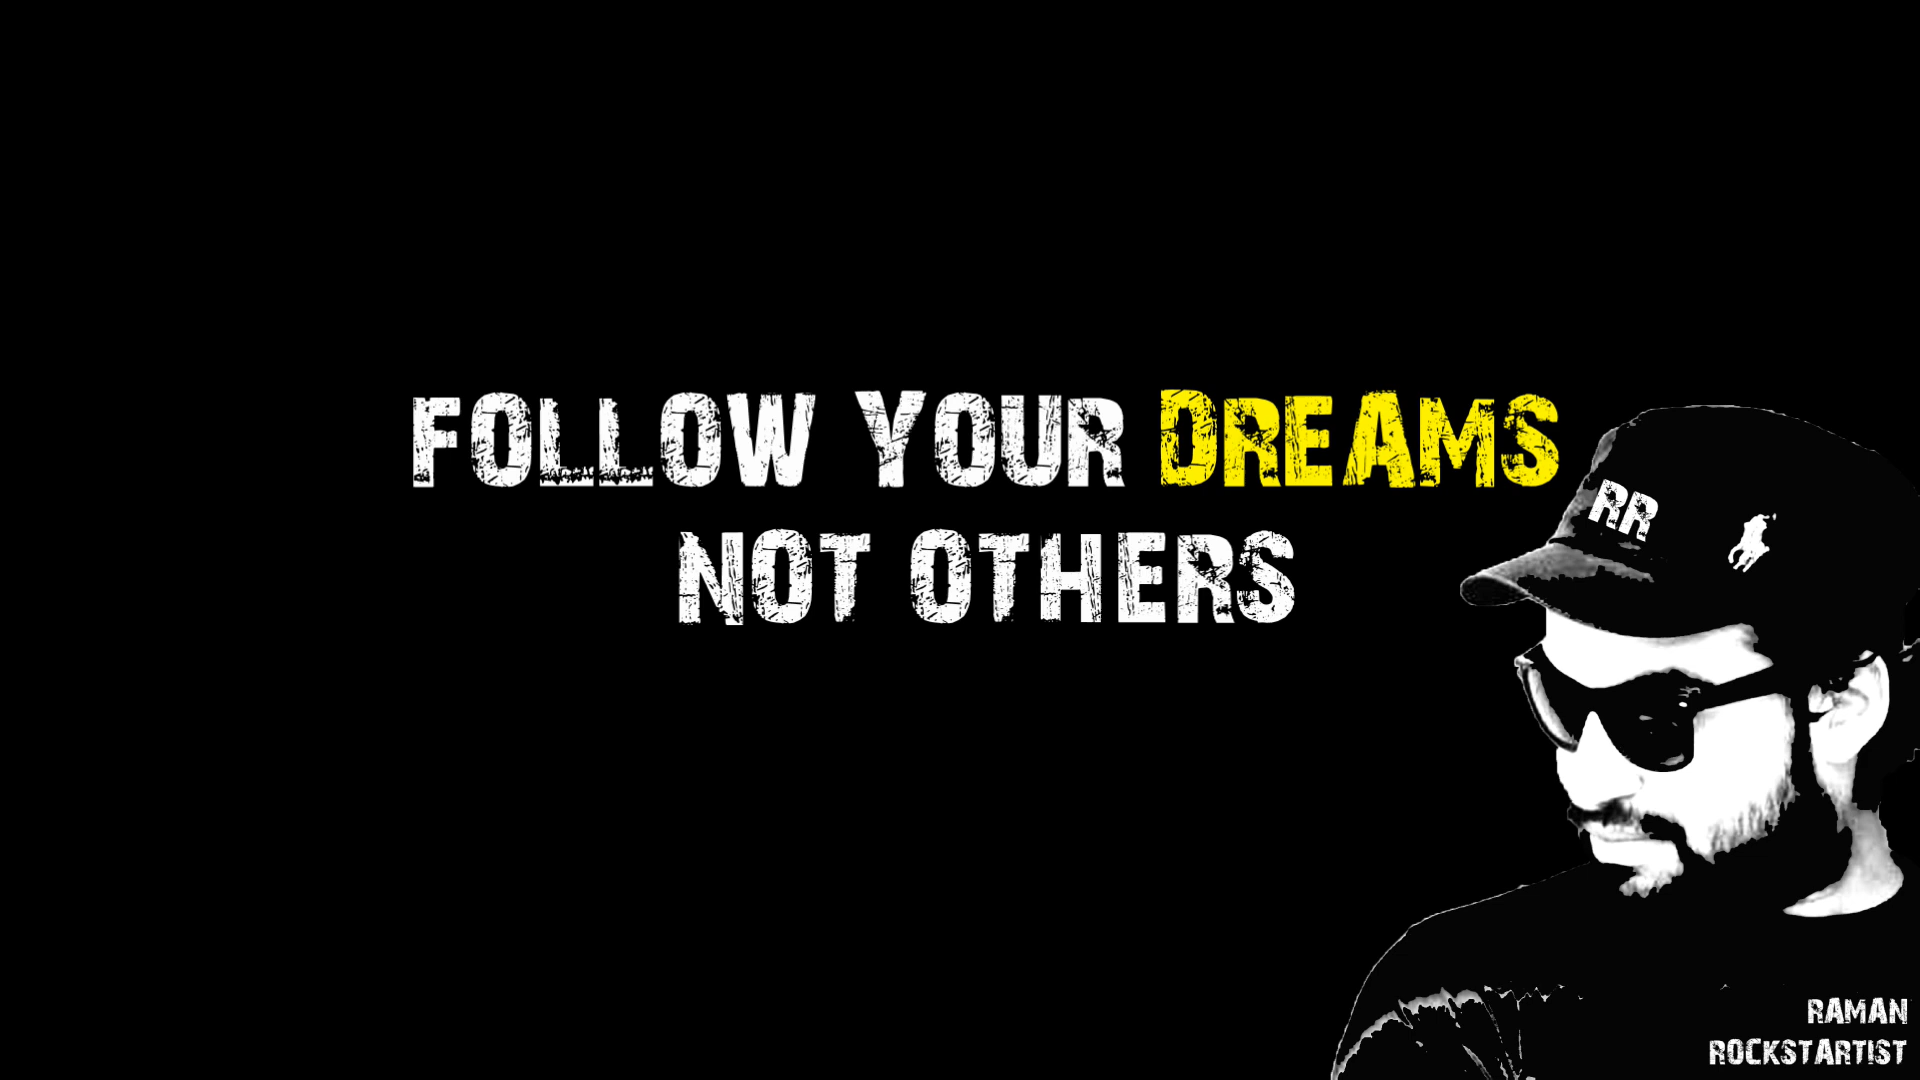 FOLLOW YOUR DREAMS
NOT OTHERS
RR
RAMAN
ROCKSTARTIST